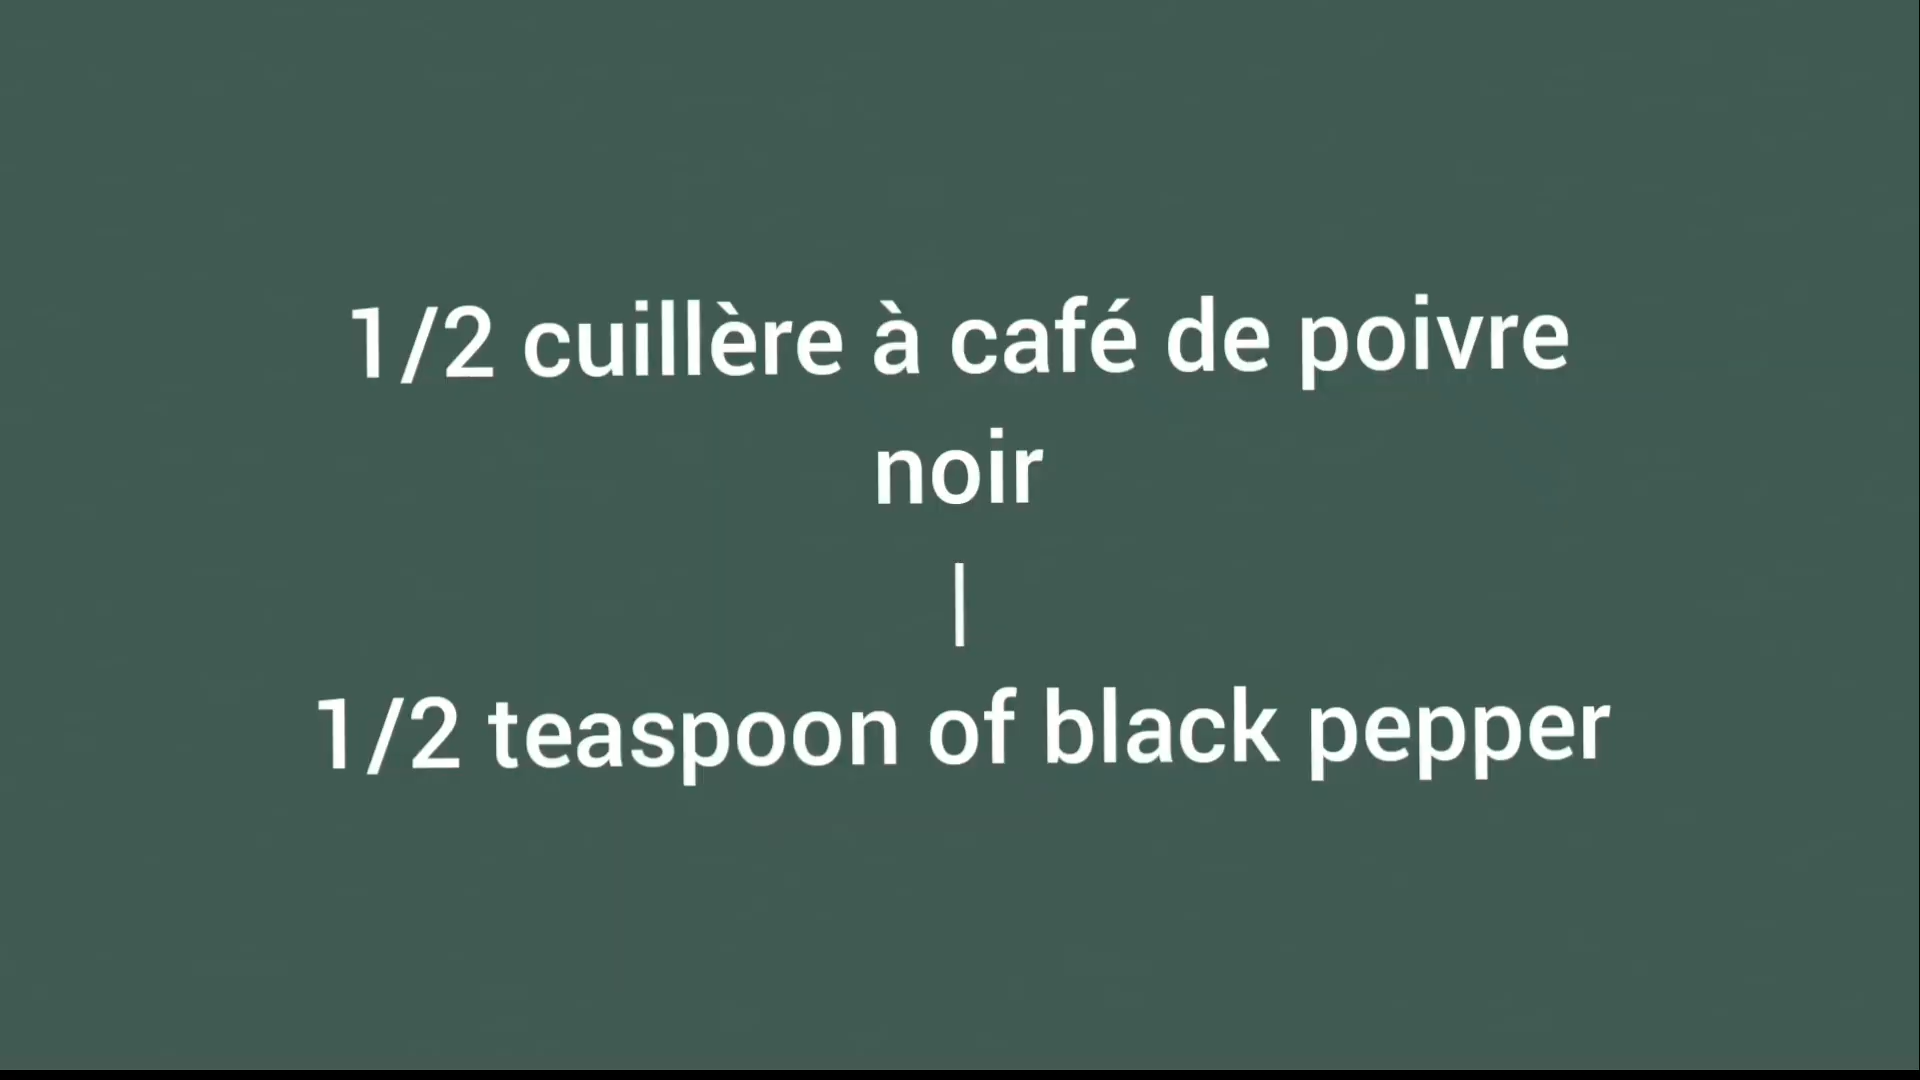 1/2 cuillère à café de poivre
noir
|
1/2 teaspoon of black pepper